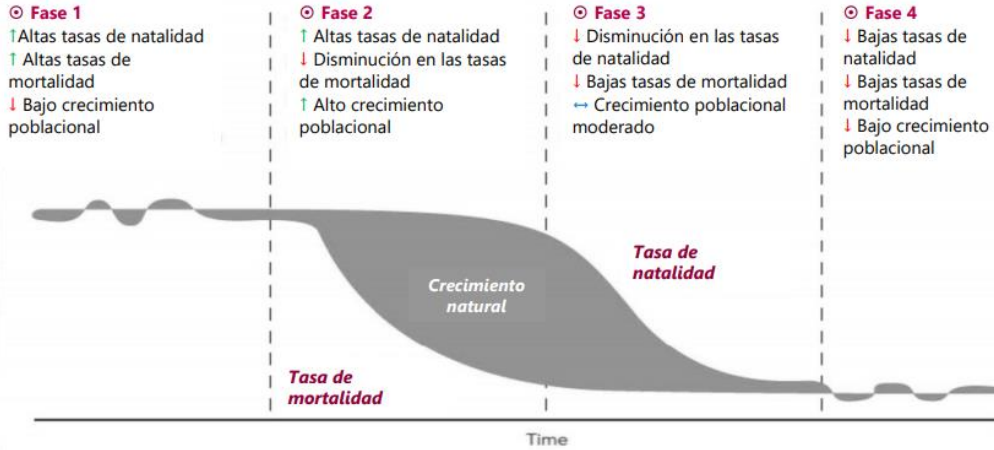 ⊙ Fase 1
↑Altas tasas de natalidad
↑ Altas tasas de
mortalidad
↓ Bajo crecimiento
poblacional
⊙ Fase 2
↑ Altas tasas de natalidad
↓ Disminución en las tasas
de mortalidad
↑ Alto crecimiento
poblacional
⊙ Fase 3
↓ Disminución en las tasas
de natalidad
↓ Bajas tasas de mortalidad
↔ Crecimiento poblacional
moderado
⊙ Fase 4
↓ Bajas tasas de
natalidad
↓ Bajas tasas de
mortalidad
↓ Bajo crecimiento
poblacional
Tasa de
natalidad
Crecimiento
natural
Tasa de
mortalidad
Time